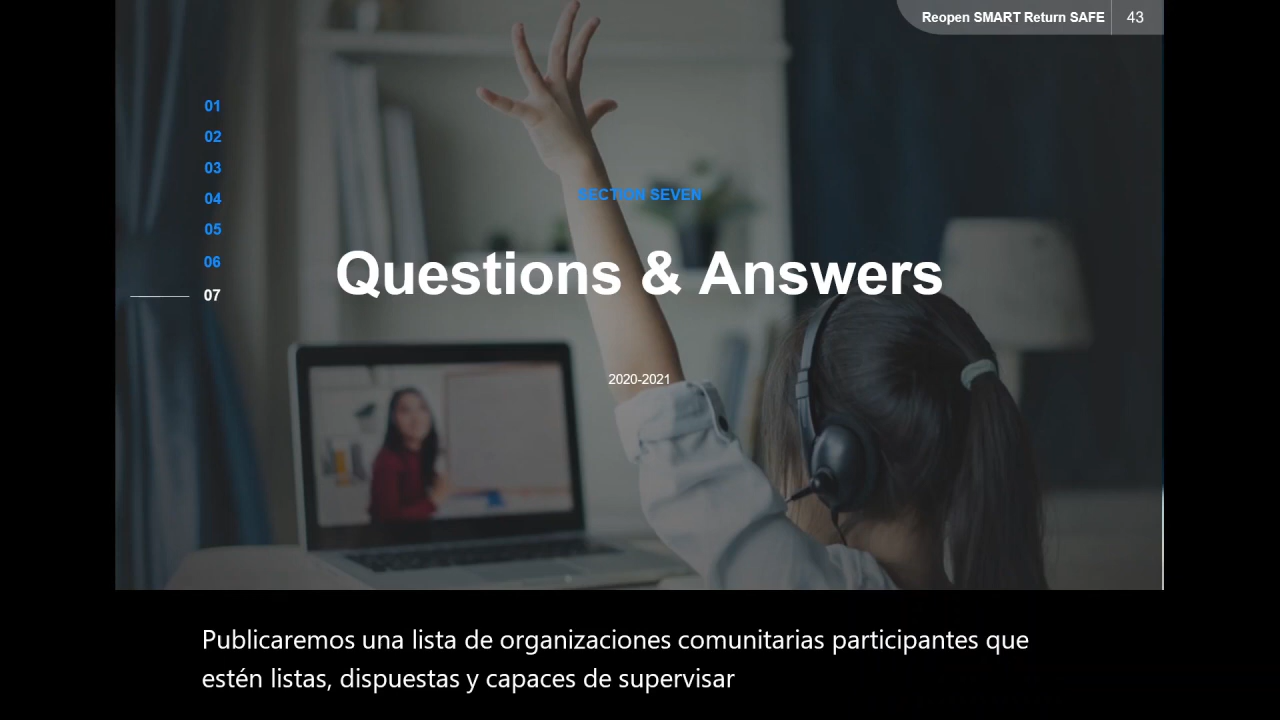 Reopen SMART Return SAFE 43
01
02
03
04
05
06
07
SECTION SEVEN
Questions & Answers
2020-2021
Publicaremos una lista de organizaciones comunitarias participantes que
estén listas, dispuestas y capaces de supervisar